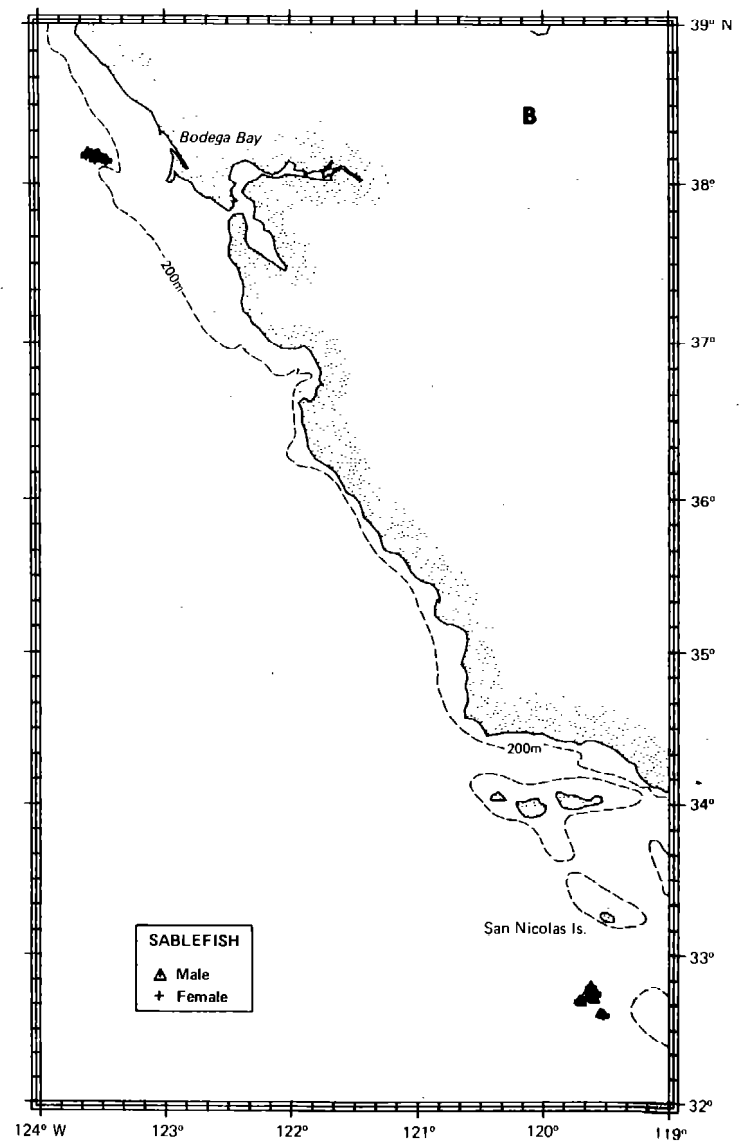 39° N
B
Bodega Bay
38°
200m
37°
36°
35°
200m
34°
San Nicolas Is.
SABLEFISH
Male
+ Female
33°
32°
124° W 123° 122° 121° 120° 119°